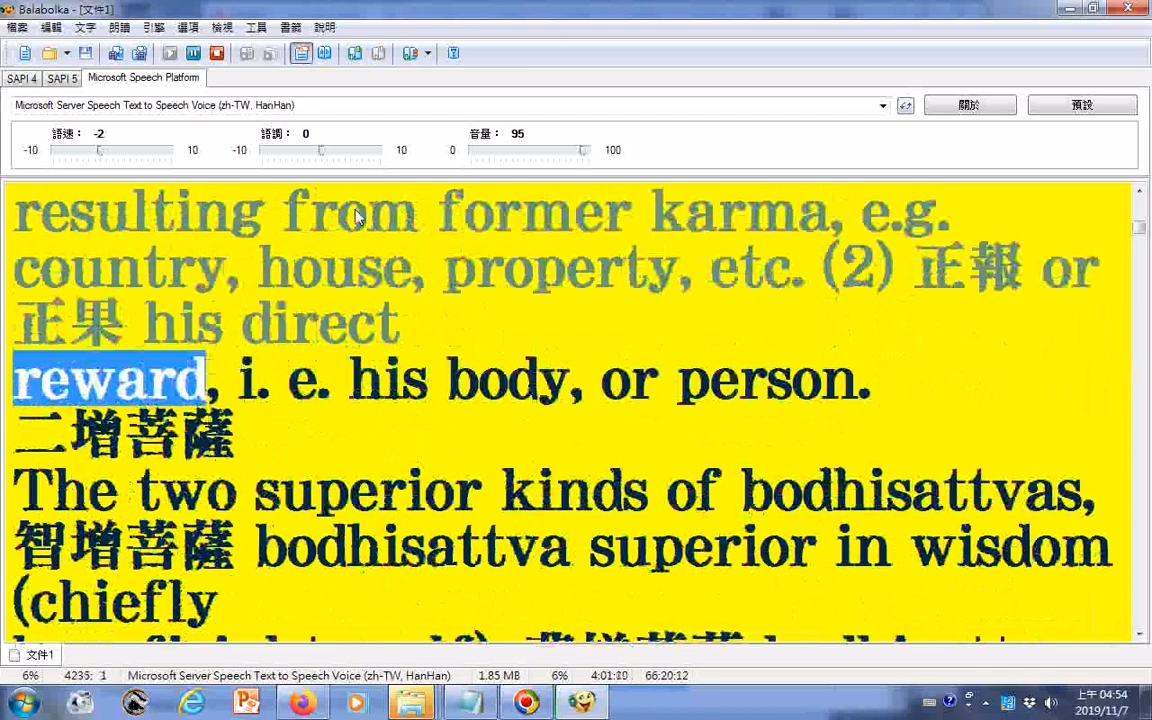 Balabolka - [文件1]
檔案 編輯 文字 朗讀 引擎 選項 檢視 工具 書籤 說明
SAPI 4 SAPI 5 Microsoft Speech Platform
Microsoft Server Speech Text to Speech Voice (zh-TW, HanHan) 關於 預設
語速： -2 語調： 0 音量： 95
-10 10 -10 10 0 100
resulting from former karma, e.g.
country, house, property, etc. (2) 正報 or
正果 his direct
reward, i. e. his body, or person.
二增菩薩
The two superior kinds of bodhisattvas,
智增菩薩 bodhisattva superior in wisdom
(chiefly
文件1
6% 4235: 1 Microsoft Server Speech Text to Speech Voice (zh-TW, HanHan) 1.85 MB 6% 4:01:10 66:20:12
上午 04:54
2019/11/7